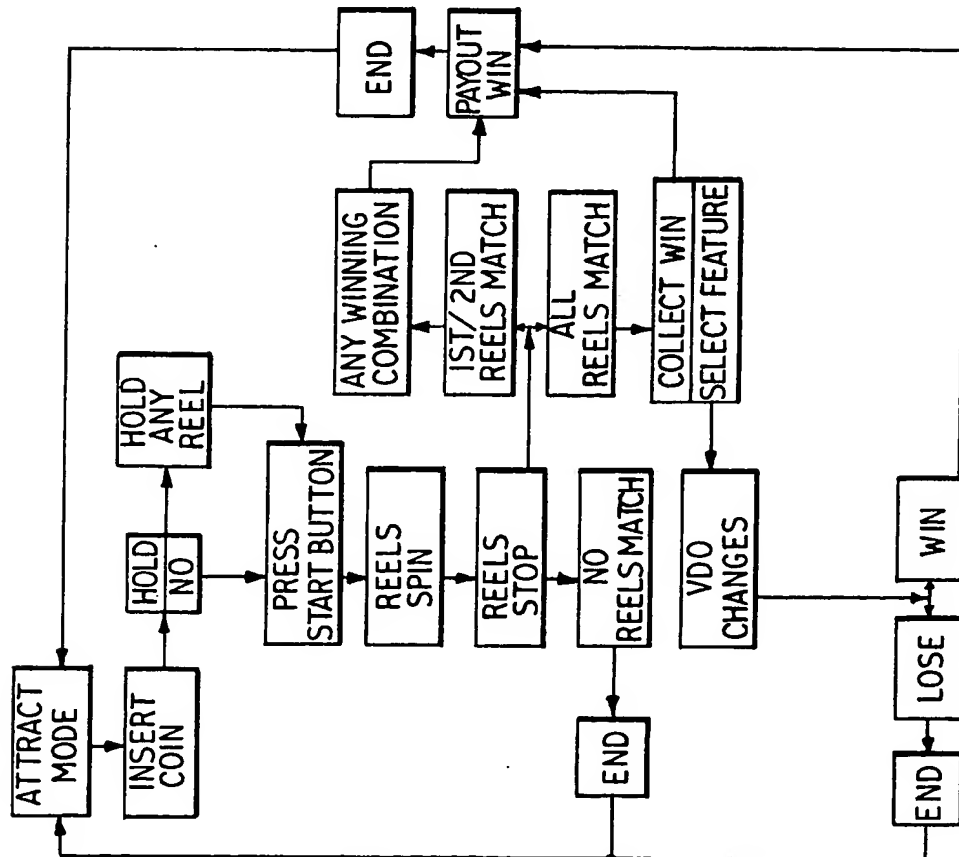 ATTRACT
MODE
INSERT
COIN
HOLD
NO
HOLD
ANY
REEL
PRESS
START BUTTON
REELS
SPIN
REELS
STOP
NO
REELS MATCH
END
ANY WINNING
COMBINATION
1ST/2ND
REELS MATCH
ALL
REELS MATCH
COLLECT WIN
SELECT FEATURE
PAYOUT
WIN
END
VDO
CHANGES
WIN
LOSE
END